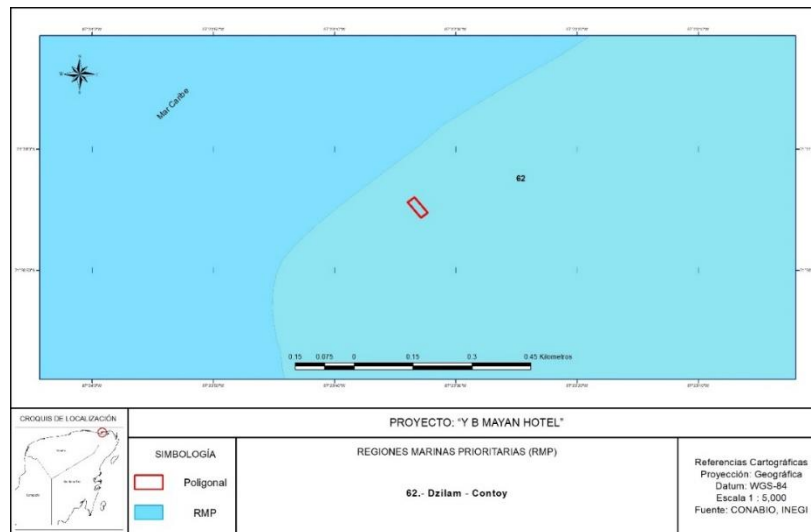 Mar Caribe
62
0.15 0.075 0 0.15 0.3 0.45 Kilometros
CROQUIS DE LOCALIZACIÓN
PROYECTO: "Y B MAYAN HOTEL"
SIMBOLOGÍA
Poligonal
RMP
REGIONES MARINAS PRIORITARIAS (RMP)
62.- Dzilam - Contoy
Referencias Cartográficas
Proyección: Geográfica
Datum: WGS-84
Escala 1 : 5,000
Fuente: CONABIO, INEGI